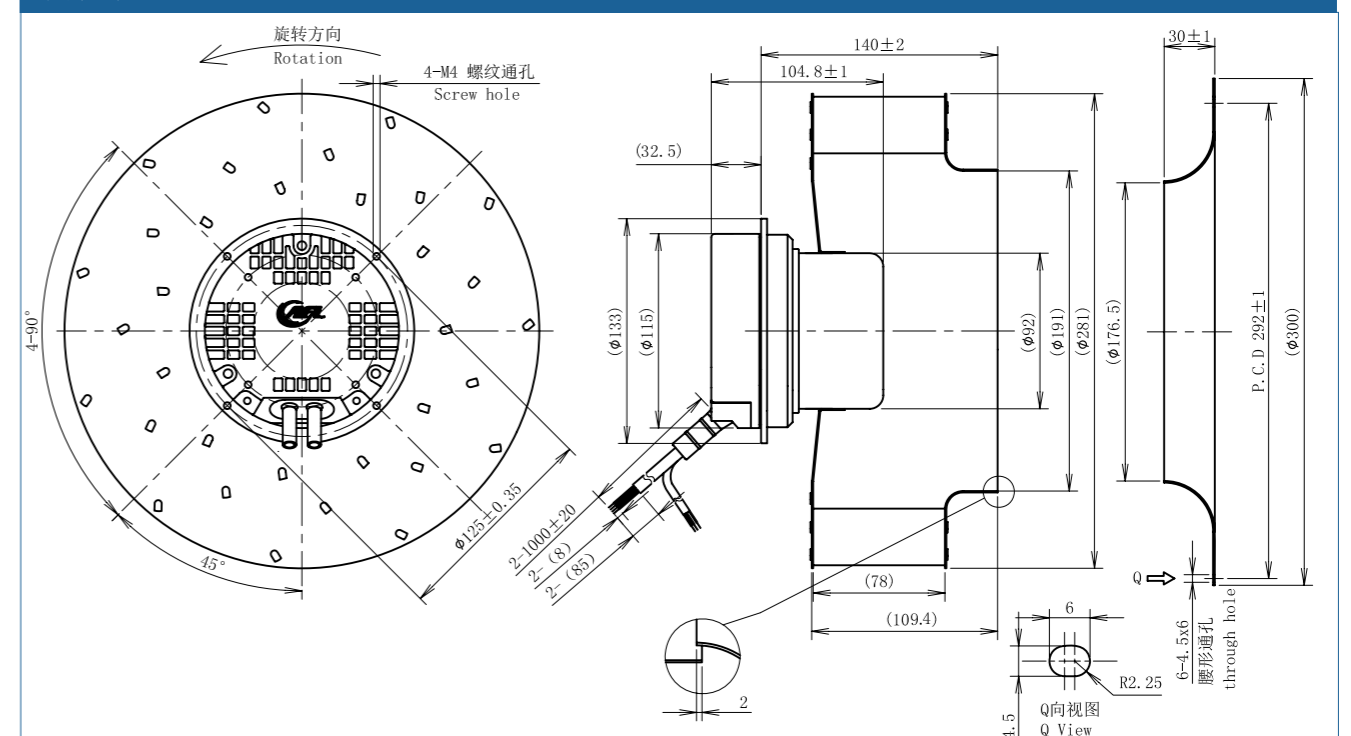 旋转方向
Rotation
4-M4 螺纹通孔
Screw hole
4-90°
45°
φ125±0.35
140±2
104.8±1
(32.5)
(φ133)
(φ115)
(φ92)
(φ191)
(φ281)
2-1000±20
2- (8)
2- (85)
(78)
(109.4)
2
30±1
(φ176.5)
P.C.D 292±1
(φ300)
Q
6-4.5x6
腰形通孔
through hole
6
R2.25
4.5
Q向视图
Q View